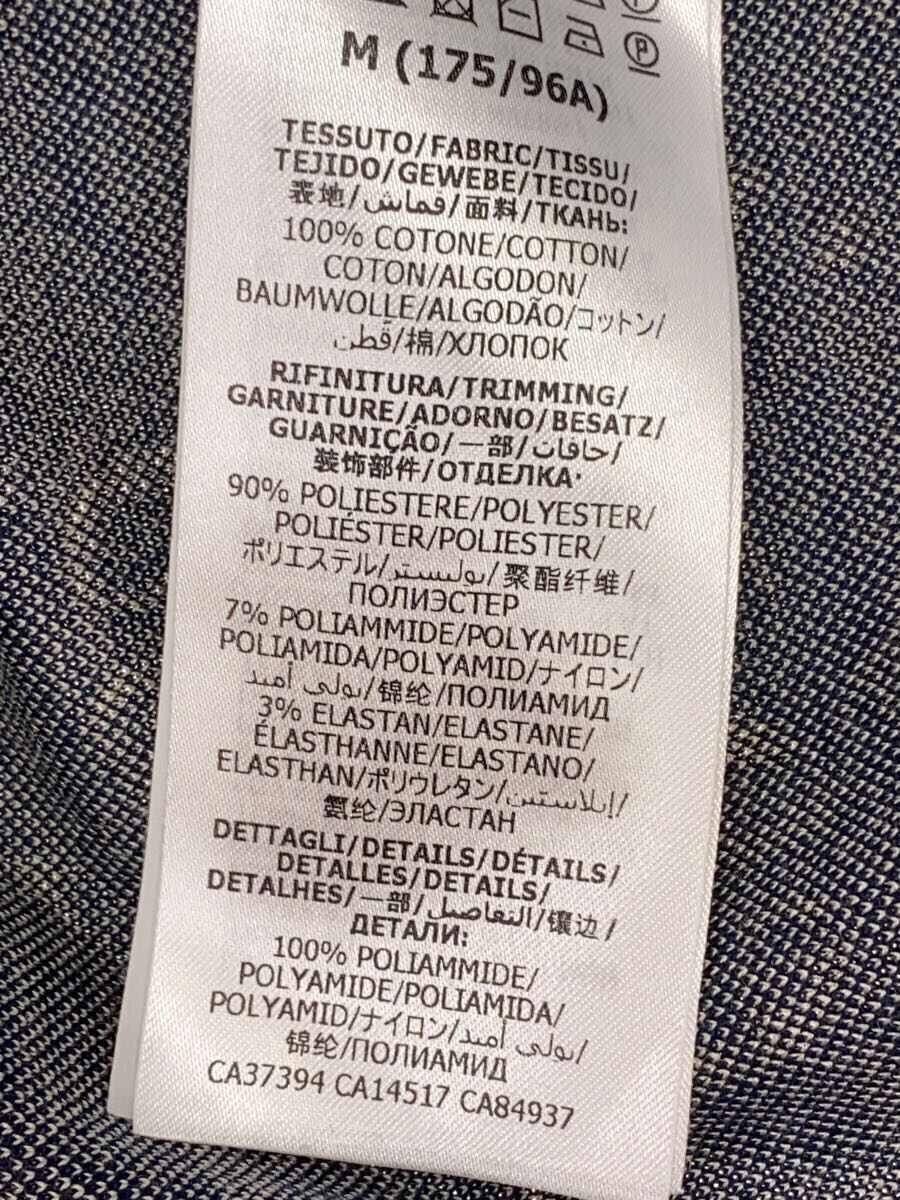 M (175/96A)
TESSUTO/FABRIC/TISSU/
TEJIDO/GEWEBE/TECIDO/
表地/قماش/面料/ТКАНЬ:
100% COTONE/COTTON/
COTON/ALGODON/
BAUMWOLLE/ALGODÃO/コットン/
قطن/棉/ХЛОПОК
RIFINITURA/TRIMMING/
GARNITURE/ADORNO/BESATZ/
GUARNIÇÃO/一部/حافات/
装饰部件/ОТДЕЛКА:
90% POLIESTERE/POLYESTER/
POLIÉSTER/POLIESTER/
ポリエステル/بوليستر/聚酯纤维/
ПОЛИЭСТЕР
7% POLIAMMIDE/POLYAMIDE/
POLIAMIDA/POLYAMID/ナイロン/
بولي أميد/锦纶/ПОЛИАМИД
3% ELASTAN/ELASTANE/
ÉLASTHANNE/ELASTANO/
ELASTHAN/ポリウレタン/إيلاستين/
氨纶/ЭЛАСТАН
DETTAGLI/DETAILS/DÉTAILS/
DETALLES/DETAILS/
DETALHES/一部/التفاصيل/镶边/
ДЕТАЛИ:
100% POLIAMMIDE/
POLYAMIDE/POLIAMIDA/
POLYAMID/ナイロン/بولي أميد/
锦纶/ПОЛИАМИД
CA37394 CA14517 CA84937